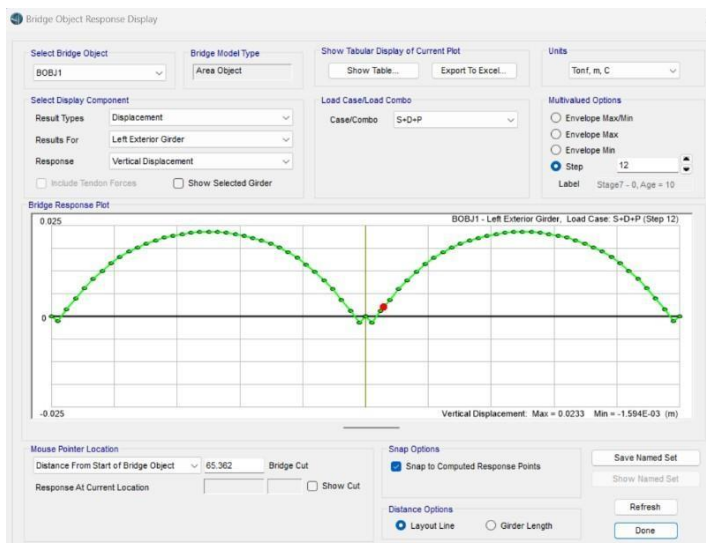 Bridge Object Response Display
Select Bridge Object
BOBJ1
Bridge Model Type
Area Object
Show Tabular Display of Current Plot
Show Table...
Export To Excel...
Units
Tonf, m, C
Select Display Component
Result Types
Displacement
Results For
Left Exterior Girder
Response
Vertical Displacement
Include Tendon Forces
Show Selected Girder
Load Case/Load Combo
Case/Combo
S+D+P
Multivalued Options
Envelope Max/Min
Envelope Max
Envelope Min
Step
12
Label
Stage7 - 0, Age = 10
Bridge Response Plot
0.025
BOBJ1 - Left Exterior Girder, Load Case: S+D+P (Step 12)
0
-0.025
Vertical Displacement: Max = 0.0233 Min = -1.594E-03 (m)
Mouse Pointer Location
Distance From Start of Bridge Object
65.362
Bridge Cut
Response At Current Location
Show Cut
Snap Options
Snap to Computed Response Points
Distance Options
Layout Line
Girder Length
Save Named Set
Show Named Set
Refresh
Done